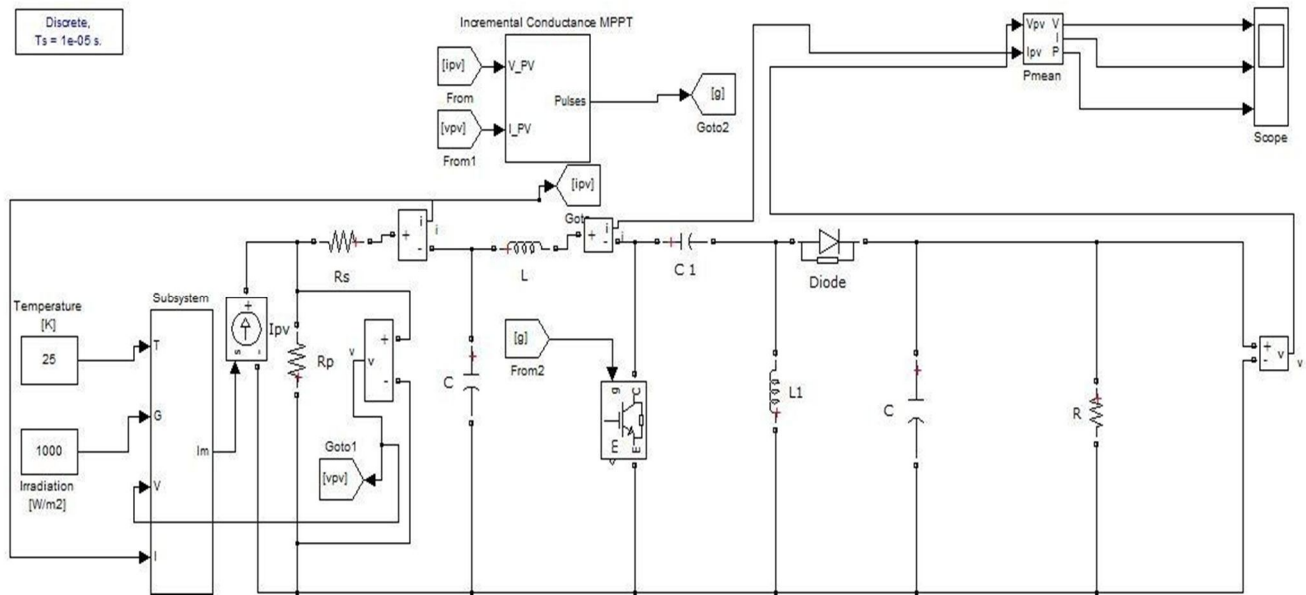 Discrete,
Ts = 1e-05 s.
Incremental Conductance MPPT
[ipv]
From
V_PV
[vpv]
From1
I_PV
Pulses
[g]
Goto2
Vpv V
I
Ipv P
Pmean
Scope
[ipv]
Goto
+
-
i
i
+
-
i
i
Rs
L
C 1
Diode
Temperature
[K]
25
Subsystem
T
G
V
I
Im
1000
Irradiation
[W/m2]
+
s
-
Ipv
Rp
+
v
-
v
Goto1
[vpv]
C
[g]
From2
g
C
m
E
L1
C
R
+
v
-
v